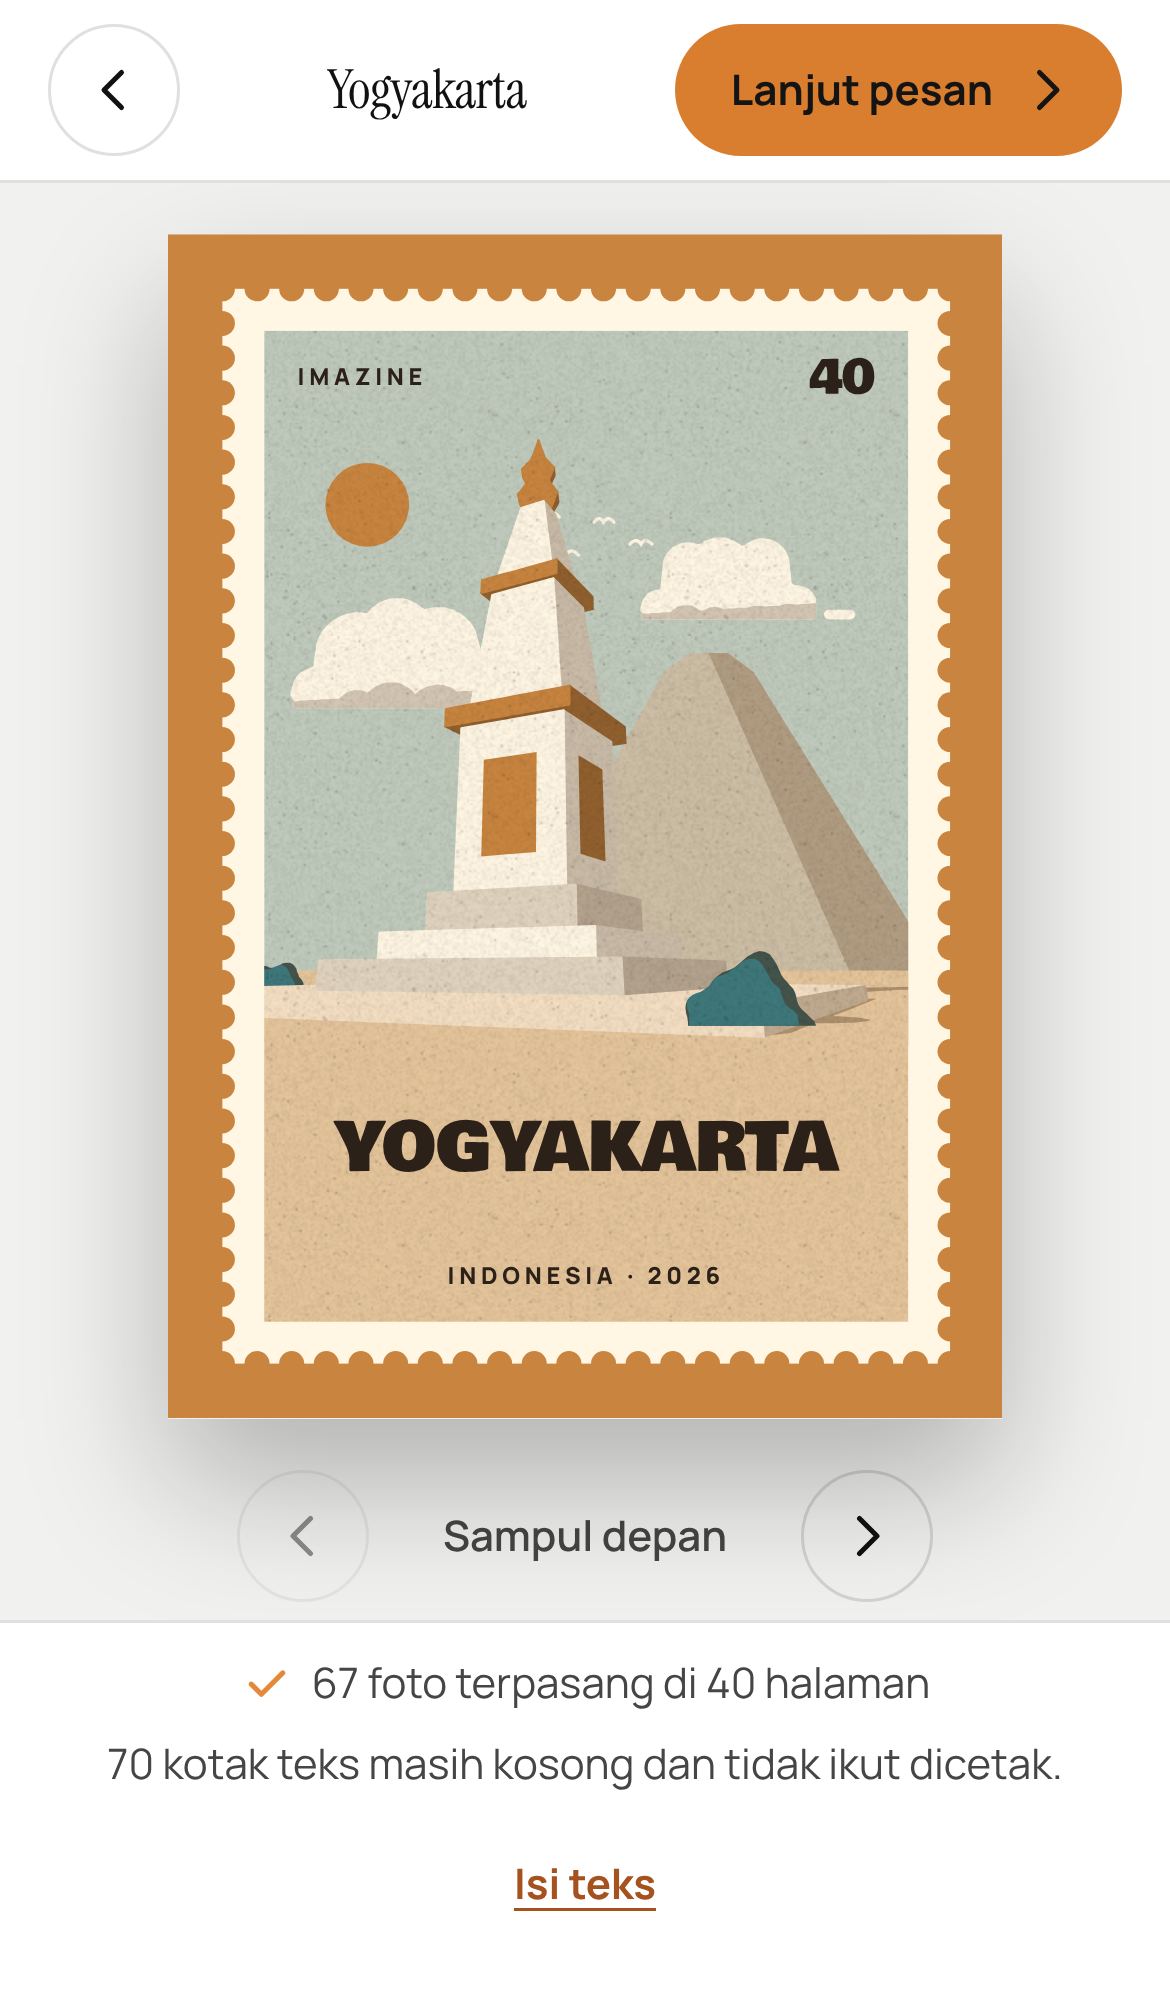 Yogyakarta
Lanjut pesan
IMAZINE
40
YOGYAKARTA
INDONESIA · 2026
Sampul depan
67 foto terpasang di 40 halaman
70 kotak teks masih kosong dan tidak ikut dicetak.
Isi teks